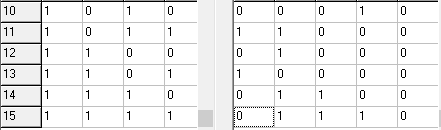 10 1 0 1 0 0 0 0 1 0
11 1 0 1 1 1 1 0 0 0
12 1 1 0 0 0 1 0 0 0
13 1 1 0 1 1 0 0 0 0
14 1 1 1 0 0 1 1 0 0
15 1 1 1 1 0 1 1 1 0